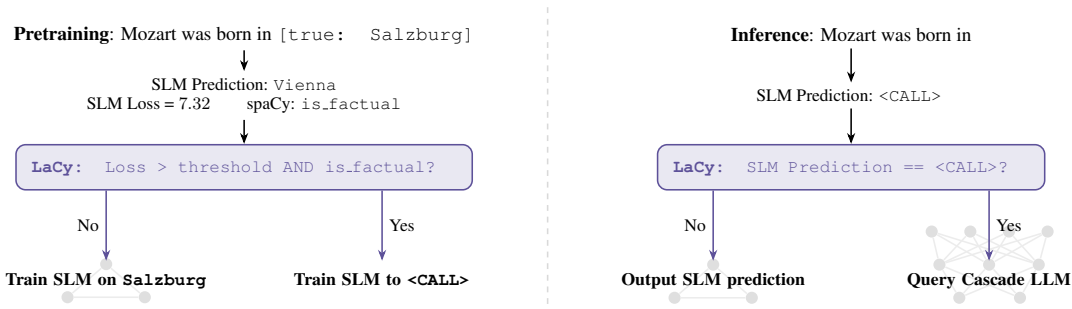 Pretraining: Mozart was born in [true: Salzburg]
SLM Prediction: Vienna
SLM Loss = 7.32 spaCy: is_factual
LaCy: Loss > threshold AND is_factual?
No
Yes
Train SLM on Salzburg
Train SLM to <CALL>
Inference: Mozart was born in
SLM Prediction: <CALL>
LaCy: SLM Prediction == <CALL>?
No
Yes
Output SLM prediction
Query Cascade LLM